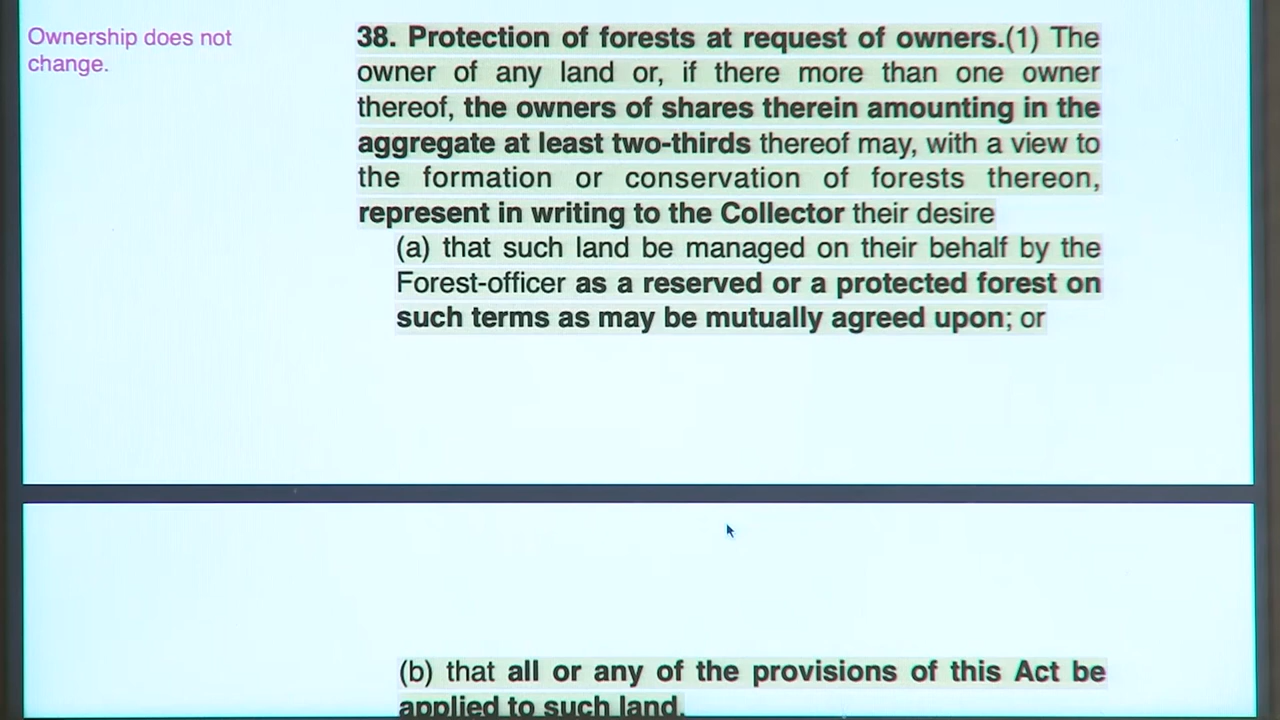 Ownership does not
change.
38. Protection of forests at request of owners.(1) The
owner of any land or, if there more than one owner
thereof, the owners of shares therein amounting in the
aggregate at least two-thirds thereof may, with a view to
the formation or conservation of forests thereon,
represent in writing to the Collector their desire
(a) that such land be managed on their behalf by the
Forest-officer as a reserved or a protected forest on
such terms as may be mutually agreed upon; or
(b) that all or any of the provisions of this Act be
applied to such land.